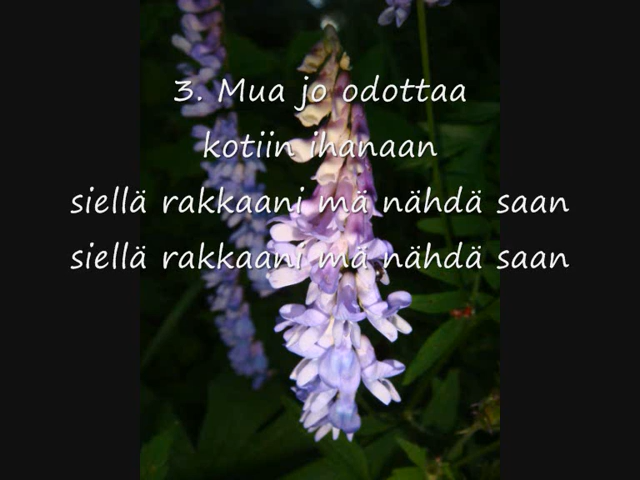 3. Mua jo odottaa
kotiin ihanaan
siellä rakkaani mä nähdä saan
siellä rakkaani mä nähdä saan